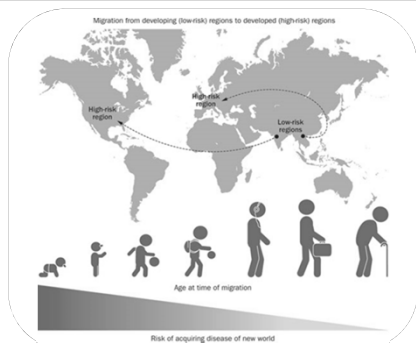 Migration from developing (low-risk) regions to developed (high-risk) regions
High-risk
region
High-risk
region
Low-risk
regions
Age at time of migration
Risk of acquiring disease of new world